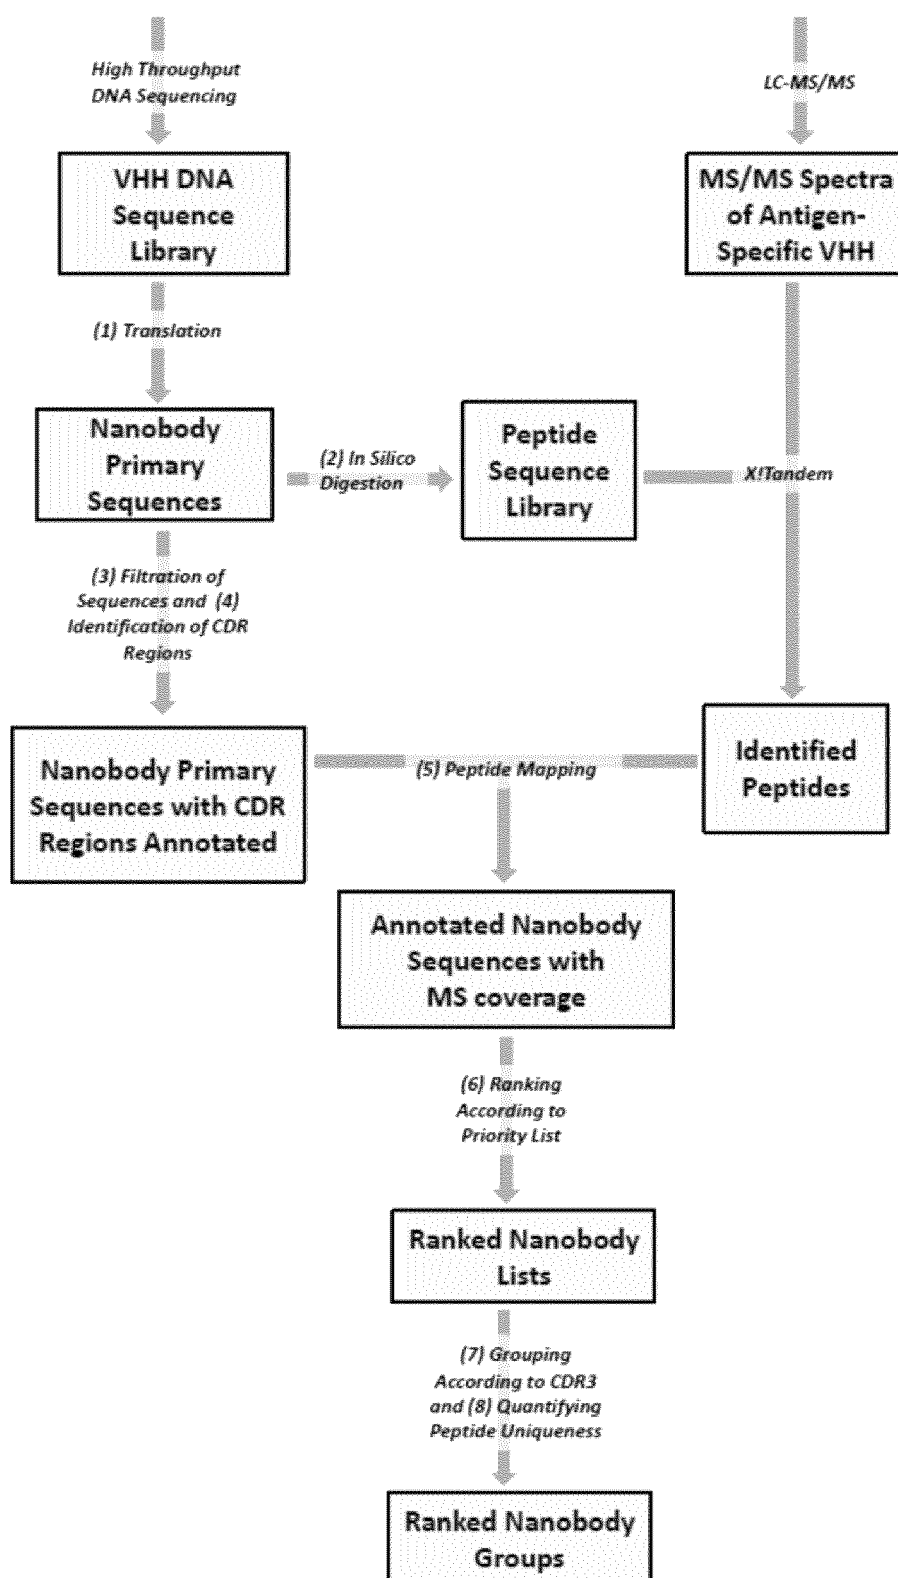 High Throughput
DNA Sequencing
LC-MS/MS
VHH DNA
Sequence
Library
MS/MS Spectra
of Antigen-
Specific VHH
(1) Translation
Nanobody
Primary
Sequences
(2) In Silico
Digestion
Peptide
Sequence
Library
X!Tandem
(3) Filtration of
Sequences and (4)
Identification of CDR
Regions
Nanobody Primary
Sequences with CDR
Regions Annotated
(5) Peptide Mapping
Identified
Peptides
Annotated Nanobody
Sequences with
MS coverage
(6) Ranking
According to
Priority List
Ranked Nanobody
Lists
(7) Grouping
According to CDR3
and (8) Quantifying
Peptide Uniqueness
Ranked Nanobody
Groups